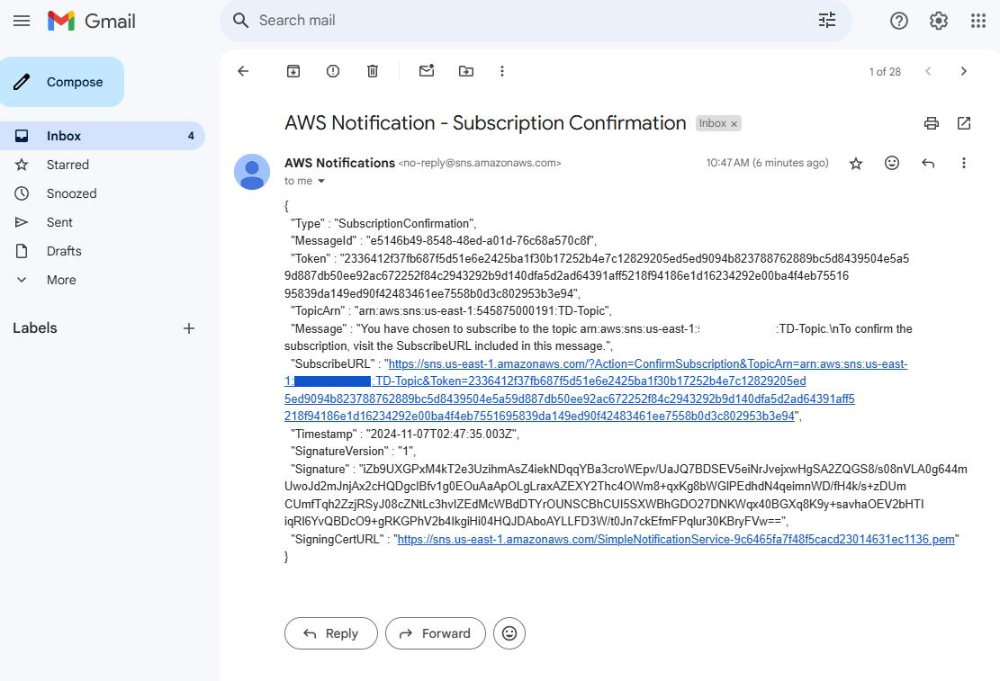 Gmail
Search mail
Compose
Inbox 4
Starred
Snoozed
Sent
Drafts
More
Labels
1 of 28
AWS Notification - Subscription Confirmation Inbox ×
AWS Notifications <no-reply@sns.amazonaws.com> 10:47 AM (6 minutes ago)
to me
{
"Type" : "SubscriptionConfirmation",
"MessageId" : "e5146b49-8548-48ed-a01d-76c68a570c8f",
"Token" : "2336412f37fb687f5d51e6e2425ba1f30b17252b4e7c12829205ed5ed9094b823788762889bc5d8439504e5a5
9d887db50ee92ac672252f84c2943292b9d140dfa5d2ad64391aff5218f94186e1d16234292e00ba4f4eb75516
95839da149ed90f42483461ee7558b0d3c802953b3e94",
"TopicArn" : "arn:aws:sns:us-east-1:545875000191:TD-Topic",
"Message" : "You have chosen to subscribe to the topic arn:aws:sns:us-east-1: :TD-Topic.\nTo confirm the
subscription, visit the SubscribeURL included in this message.",
"SubscribeURL" : "https://sns.us-east-1.amazonaws.com/?Action=ConfirmSubscription&TopicArn=arn:aws:sns:us-east-
1: :TD-Topic&Token=2336412f37fb687f5d51e6e2425ba1f30b17252b4e7c12829205ed
5ed9094b823788762889bc5d8439504e5a59d887db50ee92ac672252f84c2943292b9d140dfa5d2ad64391aff5
218f94186e1d16234292e00ba4f4eb7551695839da149ed90f42483461ee7558b0d3c802953b3e94",
"Timestamp" : "2024-11-07T02:47:35.003Z",
"SignatureVersion" : "1",
"Signature" : "iZb9UXGPxM4kT2e3UzihmAsZ4iekNDqqYBa3croWEpv/UaJQ7BDSEV5eiNrJvejxwHgSA2ZQGS8/s08nVLA0g644m
UwoJd2mJnjAx2cHQDgcIBfv1g0EOuAaApOLgLraxAZEXY2Thc4OWm8+qxKg8bWGlPEdhdN4qeimnWD/fH4k/s+zDUm
CUmfTqh2ZzjRSyJ08cZNtLc3hvIZEdMcWBdDTYrOUNSCBhCUI5SXWBhGDO27DNKWqx40BGXq8K9y+savhaOEV2bHTI
iqRl6YvQBDcO9+gRKGPhV2b4IkgiHi04HQJDAboAYLLFD3W/t0Jn7ckEfmFPqlur30KBryFVw==",
"SigningCertURL" : "https://sns.us-east-1.amazonaws.com/SimpleNotificationService-9c6465fa7f48f5cacd23014631ec1136.pem"
}
Reply
Forward